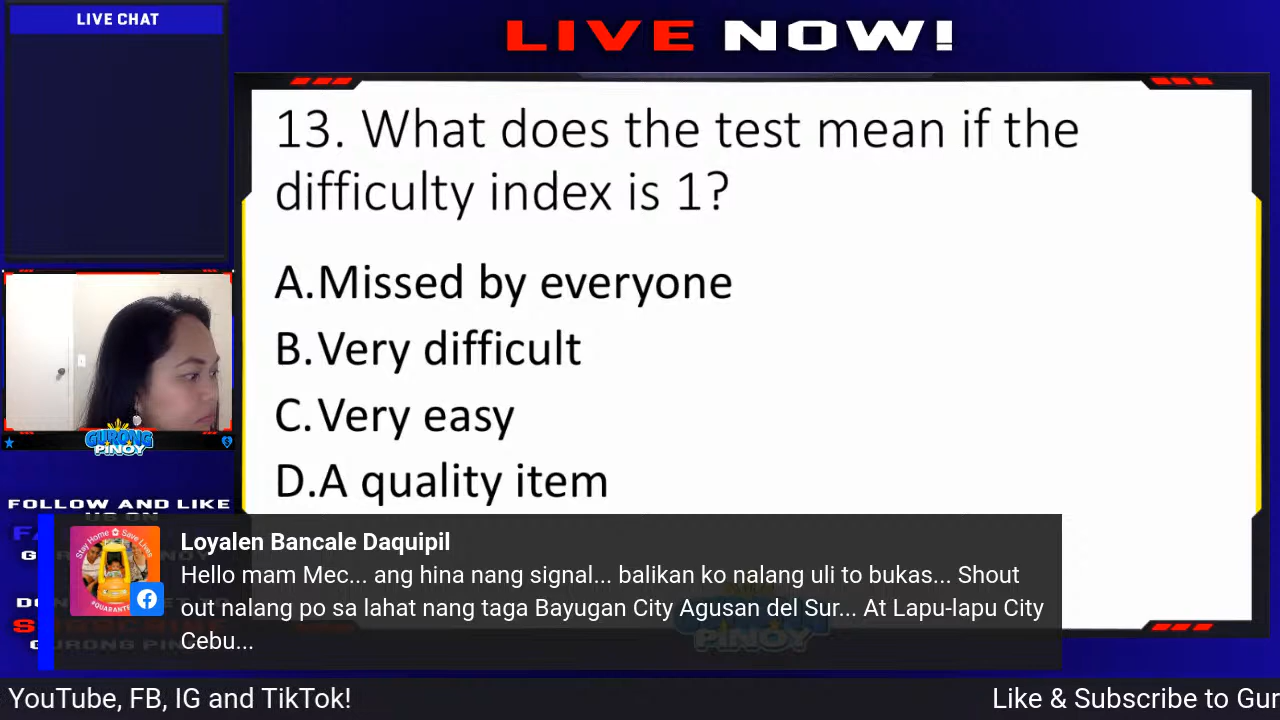 LIVE CHAT
LIVE NOW!
13. What does the test mean if the
difficulty index is 1?
A.Missed by everyone
B.Very difficult
C.Very easy
D.A quality item
GURONG
PINOY
FOLLOW AND LIKE
Loyalen Bancale Daquipil
Hello mam Mec... ang hina nang signal... balikan ko nalang uli to bukas... Shout
out nalang po sa lahat nang taga Bayugan City Agusan del Sur... At Lapu-lapu City
Cebu...
YouTube, FB, IG and TikTok!
Like & Subscribe to Gur